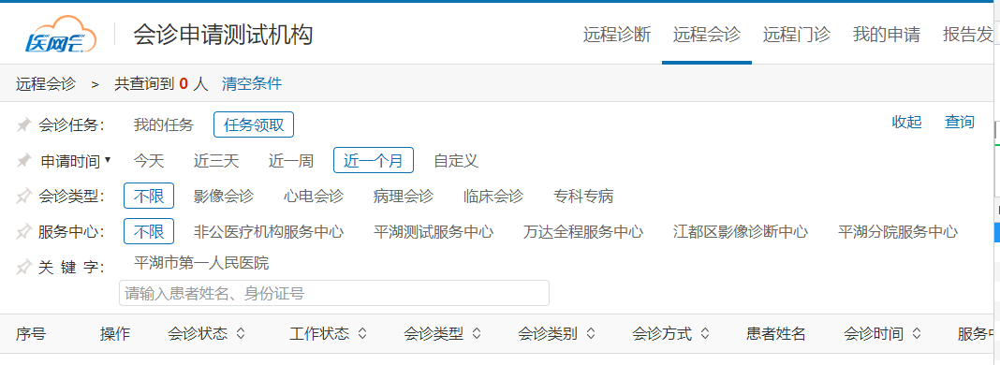 医网云 会诊申请测试机构 远程诊断 远程会诊 远程门诊 我的申请 报告发
远程会诊 > 共查询到 0 人 清空条件
会诊任务： 我的任务 任务领取 收起 查询
申请时间 今天 近三天 近一周 近一个月 自定义
会诊类型： 不限 影像会诊 心电会诊 病理会诊 临床会诊 专科专病
服务中心： 不限 非公医疗机构服务中心 平湖测试服务中心 万达全程服务中心 江都区影像诊断中心 平湖分院服务中心
平湖市第一人民医院
关 键 字：
请输入患者姓名、身份证号
序号 操作 会诊状态 工作状态 会诊类型 会诊类别 会诊方式 患者姓名 会诊时间 服务